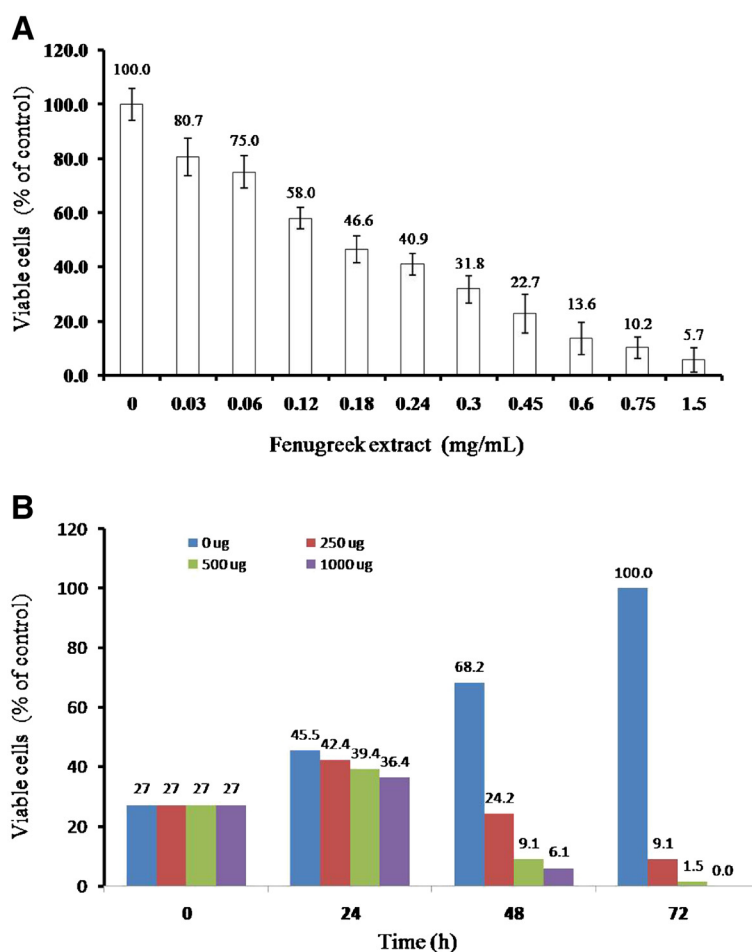 A
120.0
100.0
80.0
60.0
40.0
20.0
0.0
Viable cells (% of control)
100.0
80.7
75.0
58.0
46.6
40.9
31.8
22.7
13.6
10.2
5.7
0 0.03 0.06 0.12 0.18 0.24 0.3 0.45 0.6 0.75 1.5
Fenugreek extract (mg/mL)
B
120
100
80
60
40
20
0
Viable cells (% of control)
0 ug 250 ug
500 ug 1000 ug
27 27 27 27
45.5 42.4 39.4 36.4
68.2 24.2 9.1 6.1
100.0 9.1 1.5 0.0
0 24 48 72
Time (h)